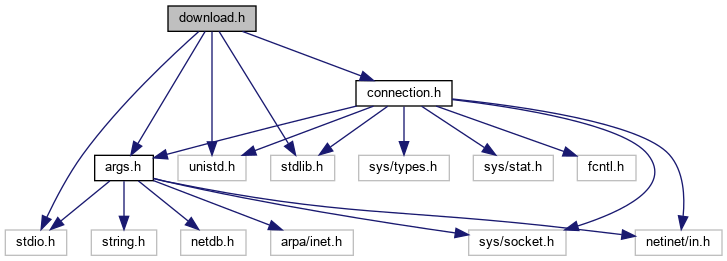 download.h
connection.h
args.h
unistd.h
stdlib.h
sys/types.h
sys/stat.h
fcntl.h
stdio.h
string.h
netdb.h
arpa/inet.h
sys/socket.h
netinet/in.h